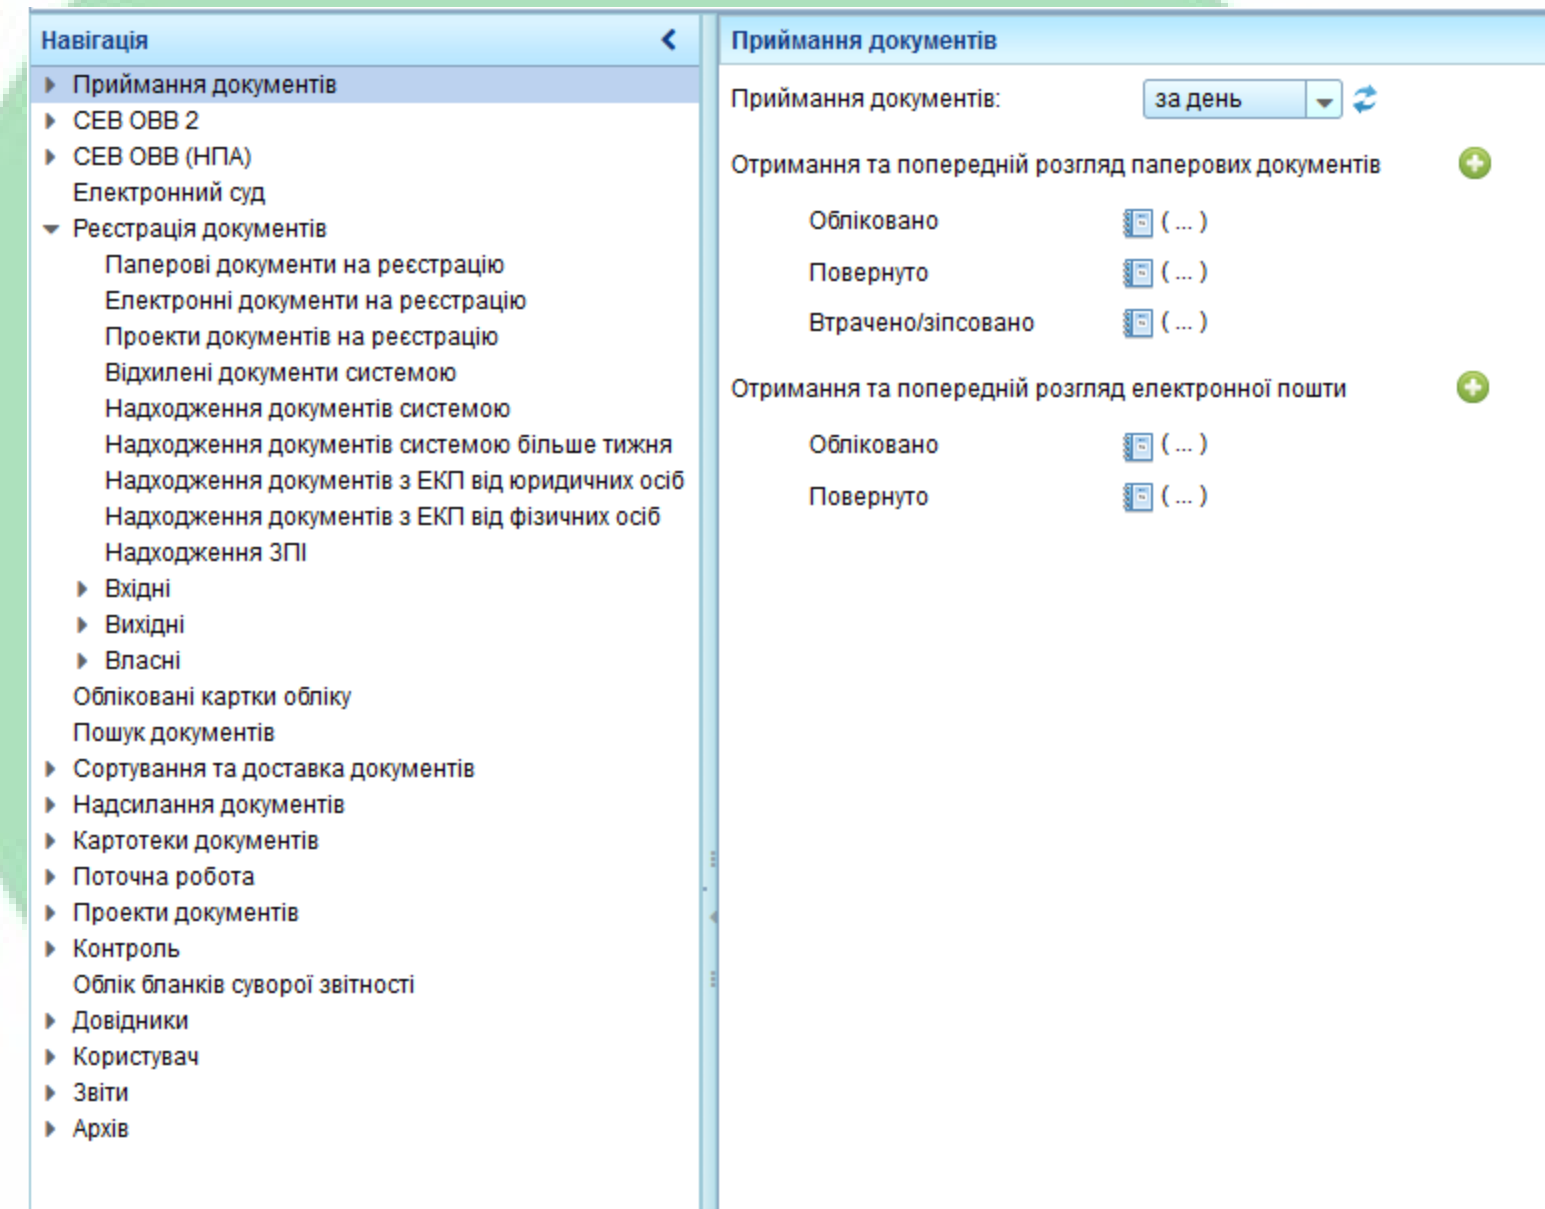 Навігація
Приймання документів
СЕВ ОВВ 2
СЕВ ОВВ (НПА)
Електронний суд
Реєстрація документів
Паперові документи на реєстрацію
Електронні документи на реєстрацію
Проекти документів на реєстрацію
Відхилені документи системою
Надходження документів системою
Надходження документів системою більше тижня
Надходження документів з ЕКП від юридичних осіб
Надходження документів з ЕКП від фізичних осіб
Надходження ЗПІ
Вхідні
Вихідні
Власні
Обліковані картки обліку
Пошук документів
Сортування та доставка документів
Надсилання документів
Картотеки документів
Поточна робота
Проекти документів
Контроль
Облік бланків суворої звітності
Довідники
Користувач
Звіти
Архів
Приймання документів
Приймання документів: за день
Отримання та попередній розгляд паперових документів
Обліковано ( ... )
Повернуто ( ... )
Втрачено/зіпсовано ( ... )
Отримання та попередній розгляд електронної пошти
Обліковано ( ... )
Повернуто ( ... )